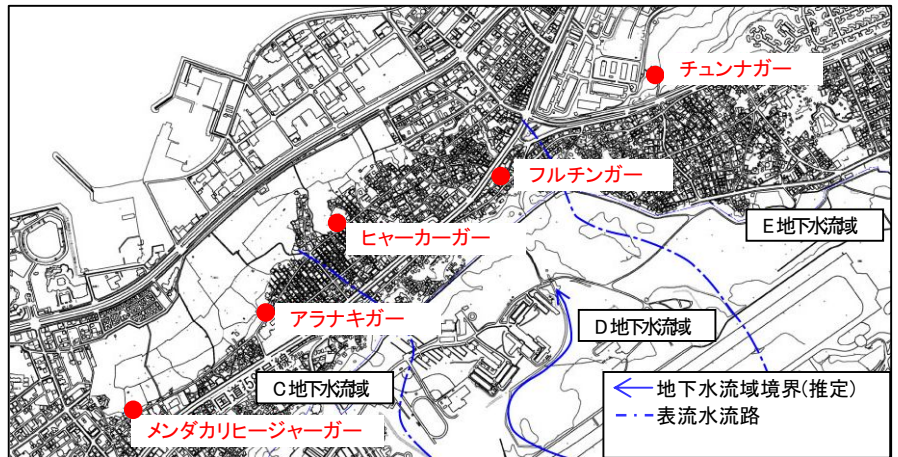 チュンナガー
フルチンガー
E地下水流域
ヒャーカーガー
アラナキガー
D地下水流域
C地下水流域
地下水流域境界(推定)
表流水流路
メンダカリヒージャーガー